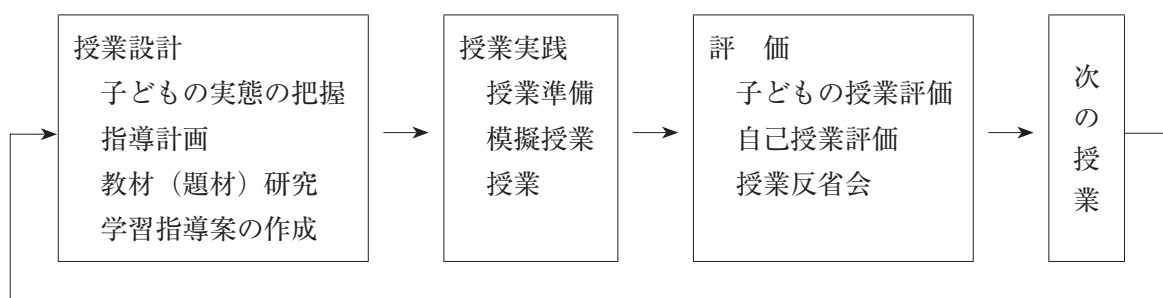 授業設計
子どもの実態の把握
指導計画
教材（題材）研究
学習指導案の作成
授業実践
授業準備
模擬授業
授業
評　価
子どもの授業評価
自己授業評価
授業反省会
次の授業